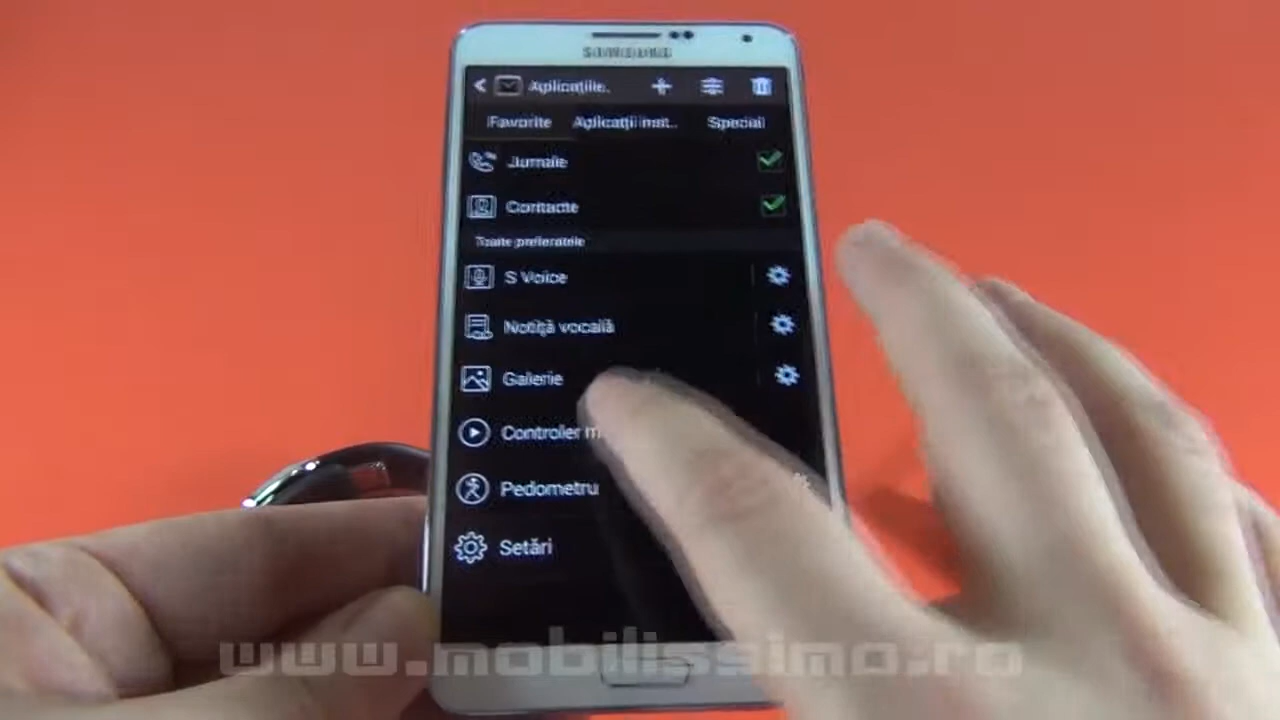 SAMSUNG
Aplicațiile..
Favorite Aplicații inst.. Special
Jurnale
Contacte
Toate preferatele
S Voice
Notiță vocală
Galerie
Controler m
Pedometru
Setări
www.mobilissimo.ro